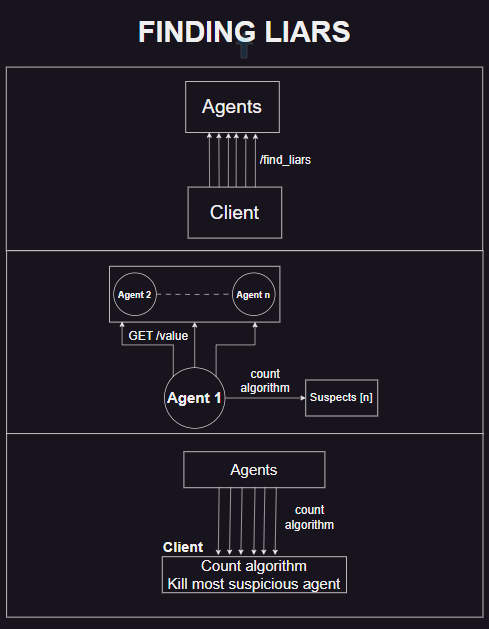 FINDING LIARS
Agents
/find_liars
Client
Agent 2
Agent n
GET /value
Agent 1
count
algorithm
Suspects [n]
Agents
count
algorithm
Client
Count algorithm
Kill most suspicious agent